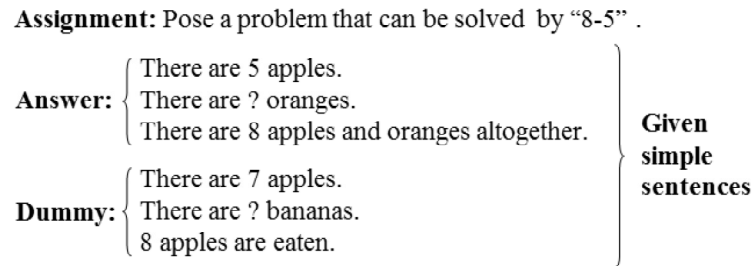 Assignment: Pose a problem that can be solved by “8-5” .
There are 5 apples.
Answer: There are ? oranges.
There are 8 apples and oranges altogether.
There are 7 apples.
Dummy: There are ? bananas.
8 apples are eaten.
Given
simple
sentences